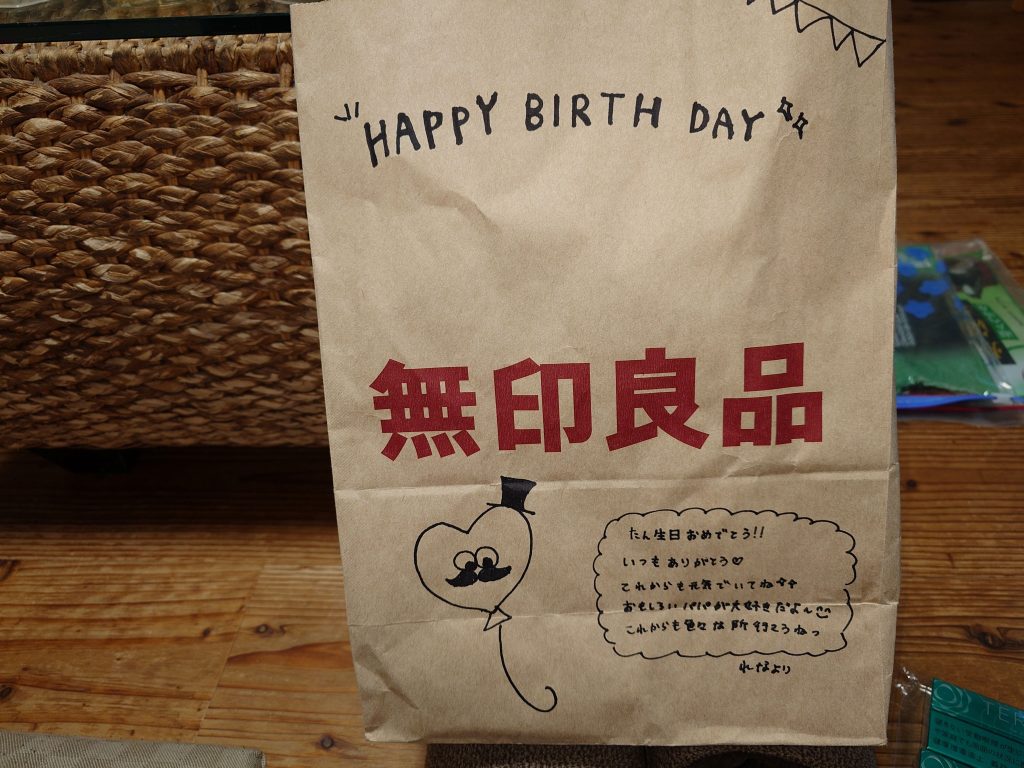 HAPPY BIRTH DAY
無印良品
たん生日おめでとう!!
いつもありがとう♡
これからも元気でいてね
おもしろいパパが大好きだよ〜
これからも色々な所行こうねっ
れなより
TER